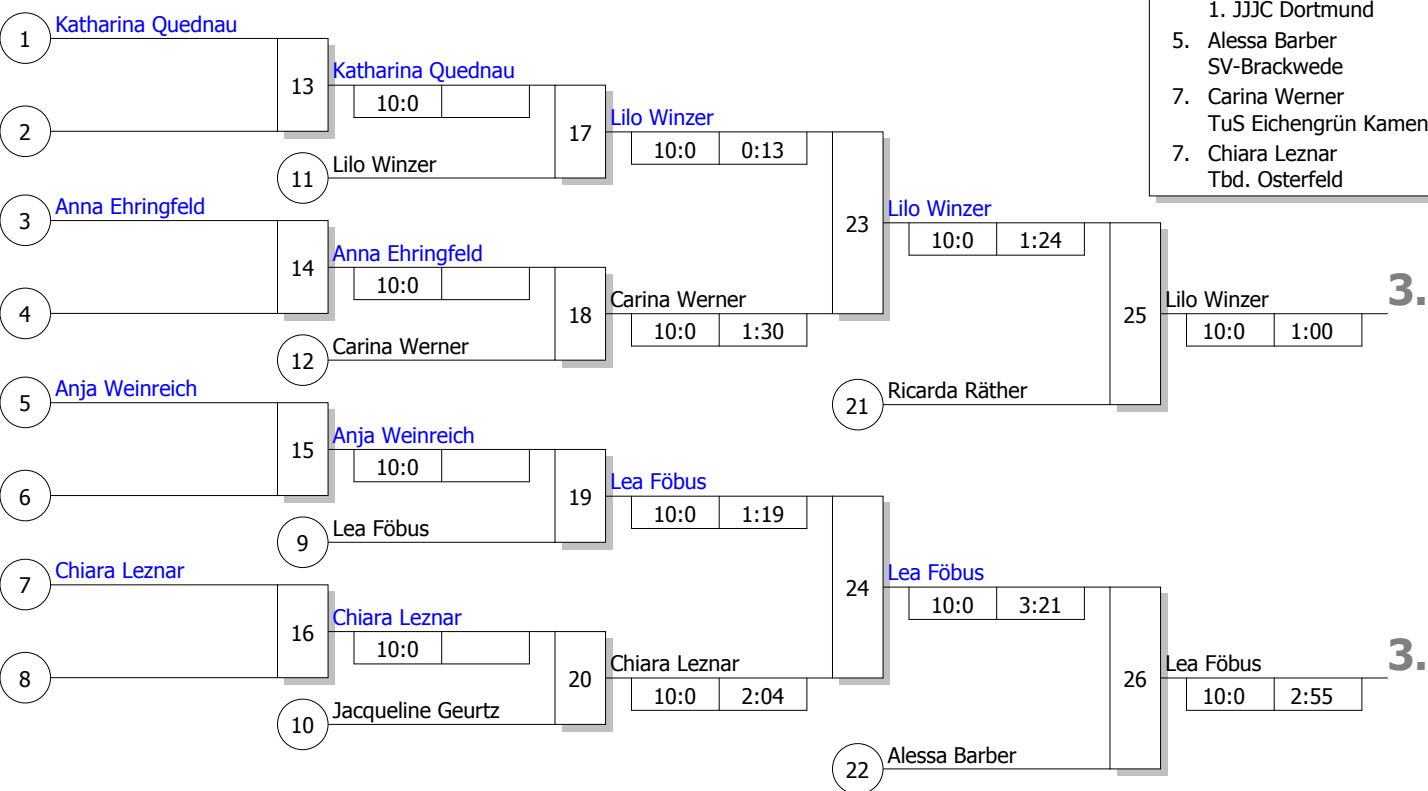 1. JJJC Dortmund
5. Alessa Barber
SV-Brackwede
7. Carina Werner
TuS Eichengrün Kamen
7. Chiara Leznar
Tbd. Osterfeld
1 Katharina Quednau
13 Katharina Quednau
10:0
2
17 Lilo Winzer
10:0 0:13
11 Lilo Winzer
3 Anna Ehringfeld
23 Lilo Winzer
10:0 1:24
14 Anna Ehringfeld
10:0
4
18 Carina Werner
10:0 1:30
12 Carina Werner
25 Lilo Winzer 3.
10:0 1:00
5 Anja Weinreich
21 Ricarda Räther
15 Anja Weinreich
10:0
6
19 Lea Föbus
10:0 1:19
9 Lea Föbus
7 Chiara Leznar
24 Lea Föbus
10:0 3:21
16 Chiara Leznar
10:0
8
20 Chiara Leznar
10:0 2:04
26 Lea Föbus 3.
10:0 2:55
10 Jacqueline Geurtz
22 Alessa Barber